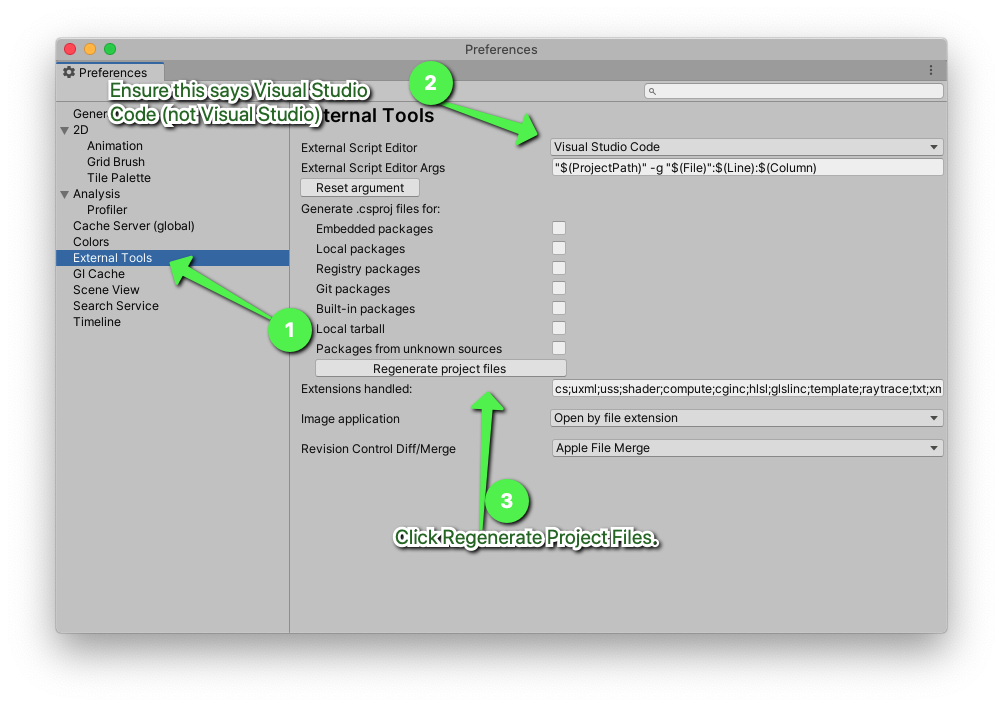 Preferences
Preferences
Ensure this says Visual Studio
Code (not Visual Studio)
2
2D
Animation
Grid Brush
Tile Palette
Analysis
Profiler
Cache Server (global)
Colors
External Tools
GI Cache
Scene View
Search Service
Timeline
1
Tools
External Script Editor
Visual Studio Code
External Script Editor Args
"$(ProjectPath)" -g "$(File)":$(Line):$(Column)
Reset argument
Generate .csproj files for:
Embedded packages
Local packages
Registry packages
Git packages
Built-in packages
Local tarball
Packages from unknown sources
Regenerate project files
Extensions handled:
cs;uxml;uss;shader;compute;cginc;hlsl;glslinc;template;raytrace;txt;xn
Image application
Open by file extension
Revision Control Diff/Merge
Apple File Merge
3
Click Regenerate Project Files.